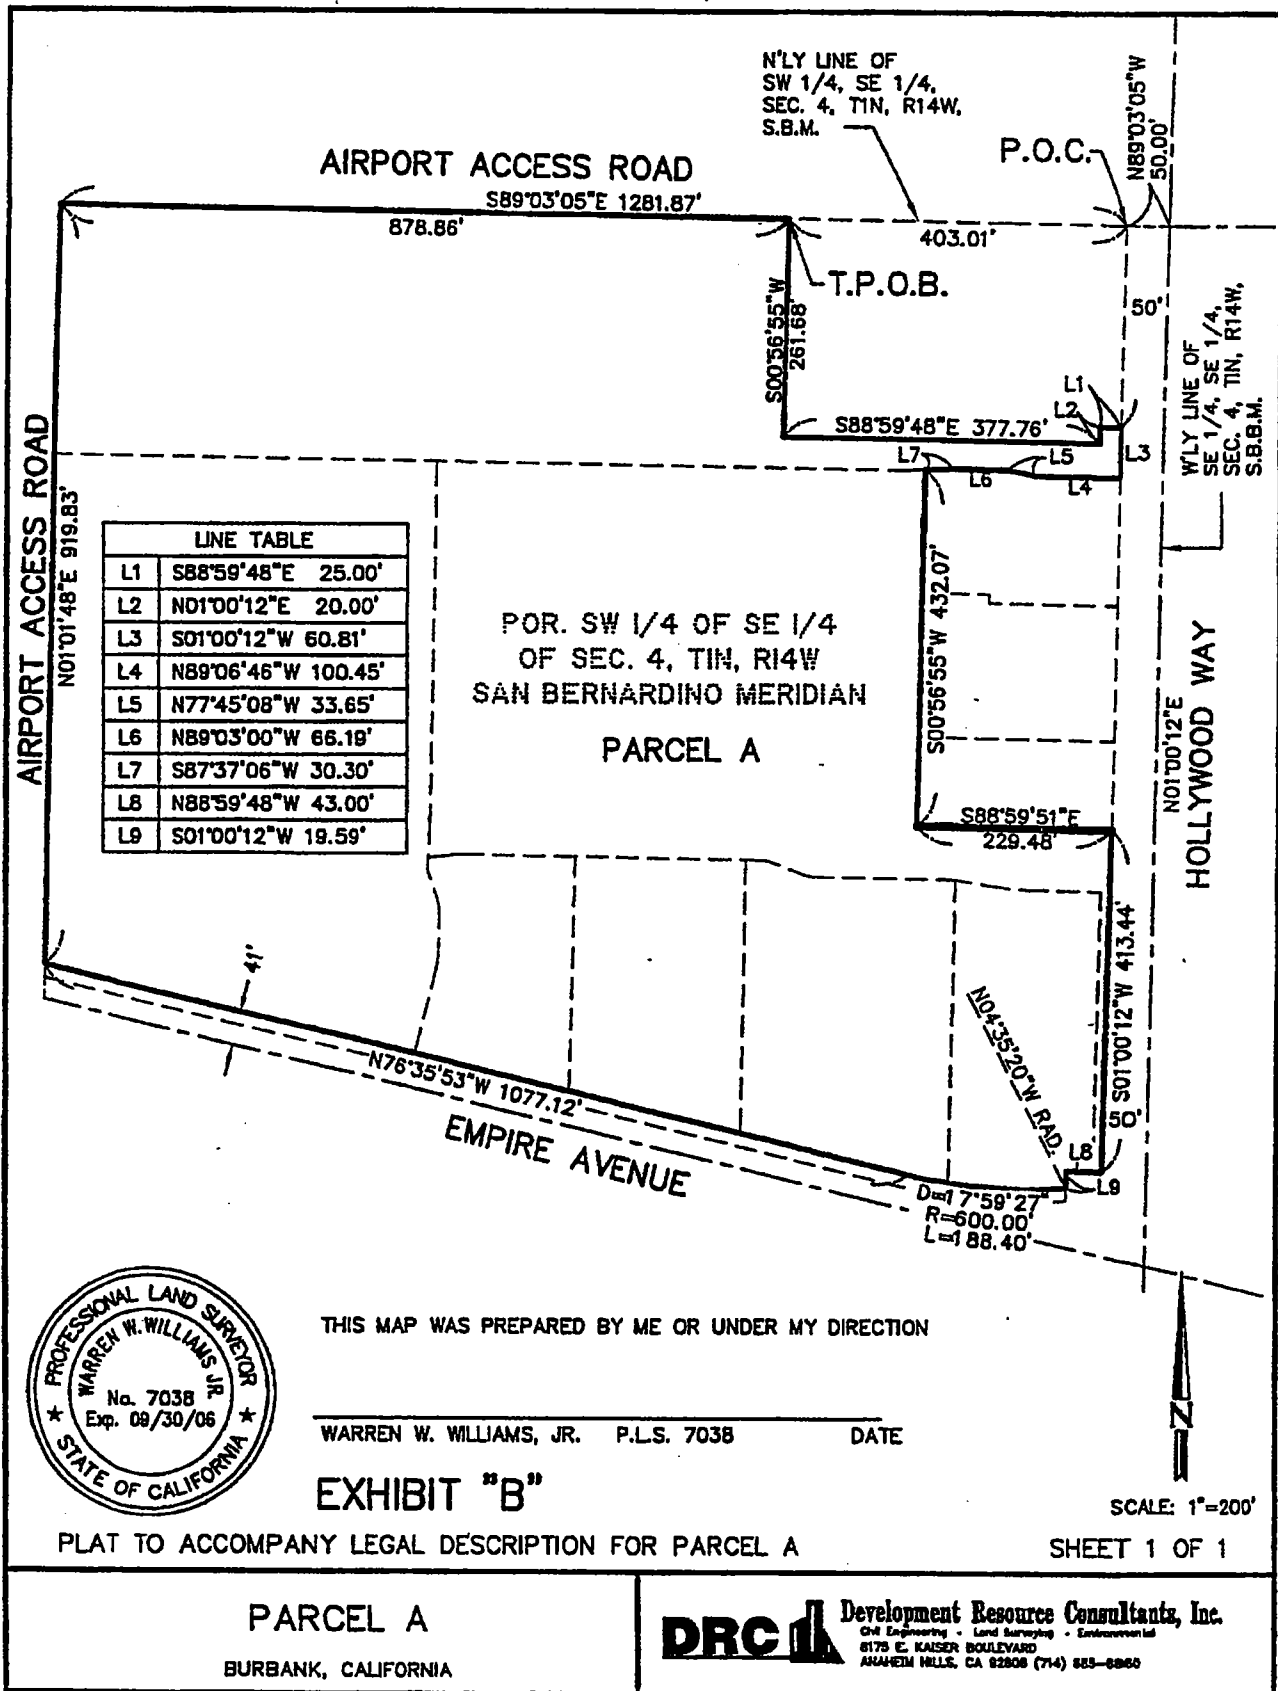 N'LY LINE OF
SW 1/4, SE 1/4,
SEC. 4, T1N, R14W,
S.B.M.
P.O.C.
N89°03'05"W
50.00'
AIRPORT ACCESS ROAD
S89°03'05"E 1281.87'
878.86'
403.01'
T.P.O.B.
S00°56'55"W
261.68'
50'
W'LY LINE OF
SE 1/4, SE 1/4,
SEC. 4, T1N, R14W,
S.B.B.M.
L1
L2
S88°59'48"E 377.76'
L3
L7
L5
L6
L4
AIRPORT ACCESS ROAD
N01°01'48"E 919.83'
LINE TABLE
L1 S88°59'48"E 25.00'
L2 N01°00'12"E 20.00'
L3 S01°00'12"W 60.81'
L4 N89°06'46"W 100.45'
L5 N77°45'08"W 33.65'
L6 N89°03'00"W 66.19'
L7 S87°37'06"W 30.30'
L8 N88°59'48"W 43.00'
L9 S01°00'12"W 19.59'
POR. SW 1/4 OF SE 1/4
OF SEC. 4, T1N, R14W
SAN BERNARDINO MERIDIAN
PARCEL A
S00°56'55"W 432.07'
N01°00'12"E
HOLLYWOOD WAY
S88°59'51"E
229.48'
S01°00'12"W 413.44'
41'
N04°35'20"W RAD.
50'
N76°35'53"W 1077.12'
EMPIRE AVENUE
L8
L9
D=17°59'27"
R=600.00'
L=188.40'
PROFESSIONAL LAND SURVEYOR
WARREN W. WILLIAMS JR.
No. 7038
Exp. 09/30/06
STATE OF CALIFORNIA
THIS MAP WAS PREPARED BY ME OR UNDER MY DIRECTION
WARREN W. WILLIAMS, JR. P.L.S. 7038 DATE
EXHIBIT "B"
N
SCALE: 1"=200'
PLAT TO ACCOMPANY LEGAL DESCRIPTION FOR PARCEL A
SHEET 1 OF 1
PARCEL A
BURBANK, CALIFORNIA
DRC
Development Resource Consultants, Inc.
Civil Engineering - Land Surveying - Environmental
8175 E. KAISER BOULEVARD
ANAHEIM HILLS, CA 92808 (714) 685-6860